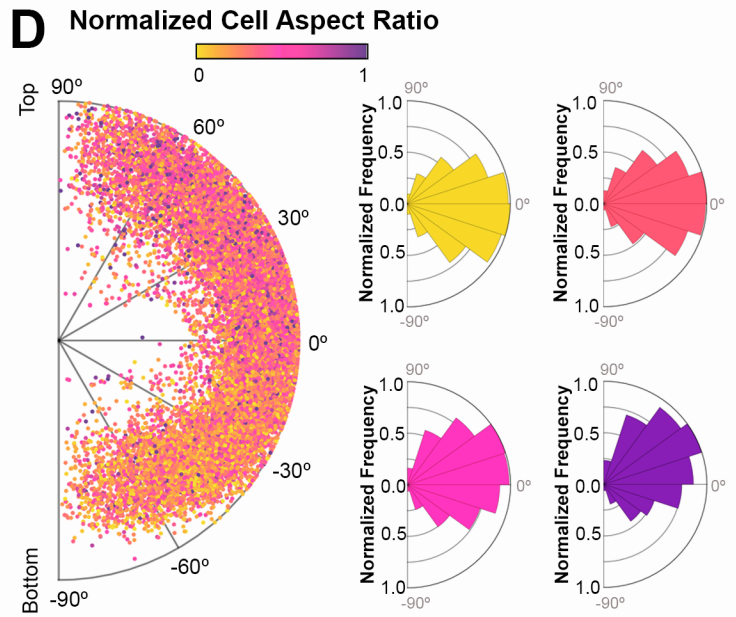 D Normalized Cell Aspect Ratio
0 1
Top
90º
60º
30º
0º
-30º
-60º
-90º
Bottom
90º
Normalized Frequency
1.0
0.5
0.0
0.5
1.0
0º
-90º
90º
Normalized Frequency
1.0
0.5
0.0
0.5
1.0
0º
-90º
90º
Normalized Frequency
1.0
0.5
0.0
0.5
1.0
0º
-90º
90º
Normalized Frequency
1.0
0.5
0.0
0.5
1.0
0º
-90º